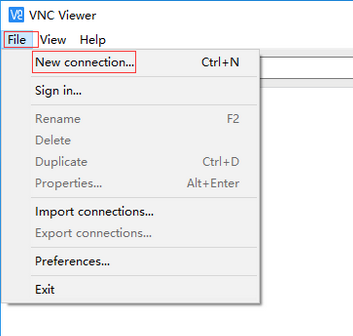 VNC Viewer
File View Help
New connection... Ctrl+N
Sign in...
Rename F2
Delete
Duplicate Ctrl+D
Properties... Alt+Enter
Import connections...
Export connections...
Preferences...
Exit